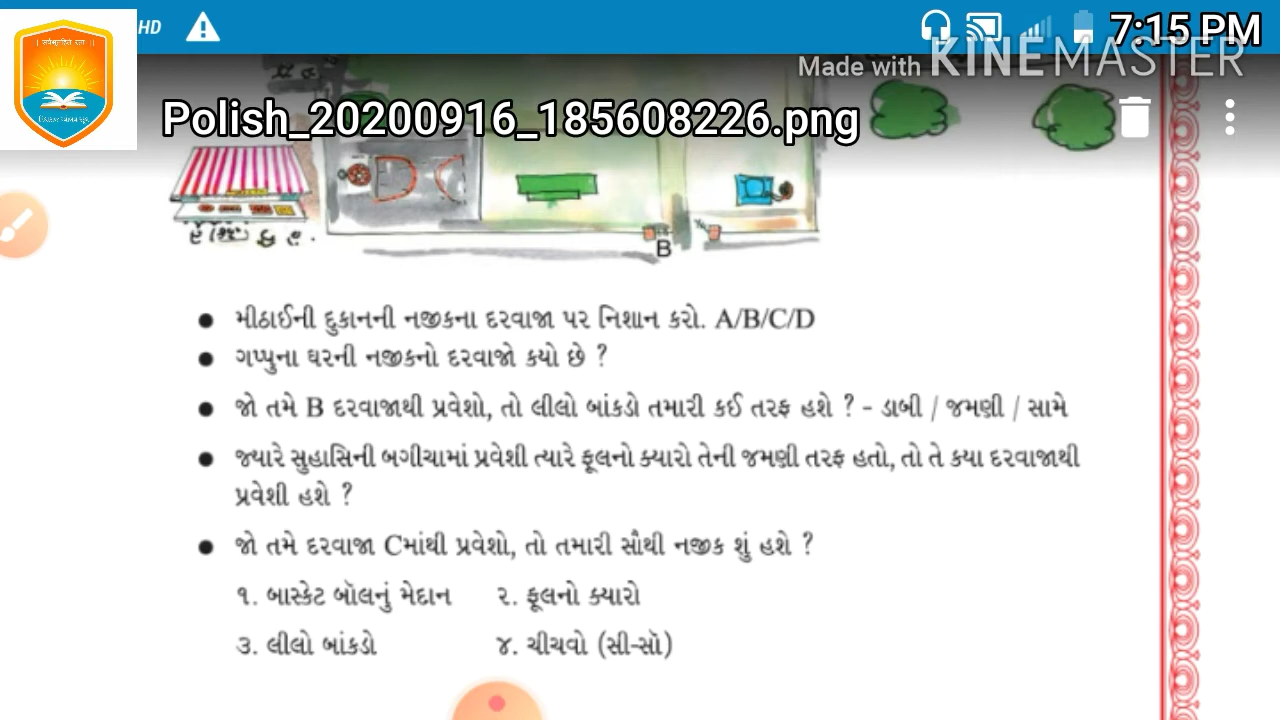 HD
7:15 PM
Made with KINEMASTER
Polish_20200916_185608226.png
B
● મીઠાઈની દુકાનની નજીકના દરવાજા પર નિશાન કરો. A/B/C/D
● ગપ્પુના ઘરની નજીકનો દરવાજો કયો છે ?
● જો તમે B દરવાજાથી પ્રવેશો, તો લીલો બાંકડો તમારી કઈ તરફ હશે ? – ડાબી / જમણી / સામે
● જ્યારે સુહાસિની બગીચામાં પ્રવેશી ત્યારે ફૂલનો ક્યારો તેની જમણી તરફ હતો, તો તે કયા દરવાજાથી
પ્રવેશી હશે ?
● જો તમે દરવાજા Cમાંથી પ્રવેશો, તો તમારી સૌથી નજીક શું હશે ?
૧. બાસ્કેટ બૉલનું મેદાન ૨. ફૂલનો ક્યારો
૩. લીલો બાંકડો ૪. ચીચવો (સી-સૉ)